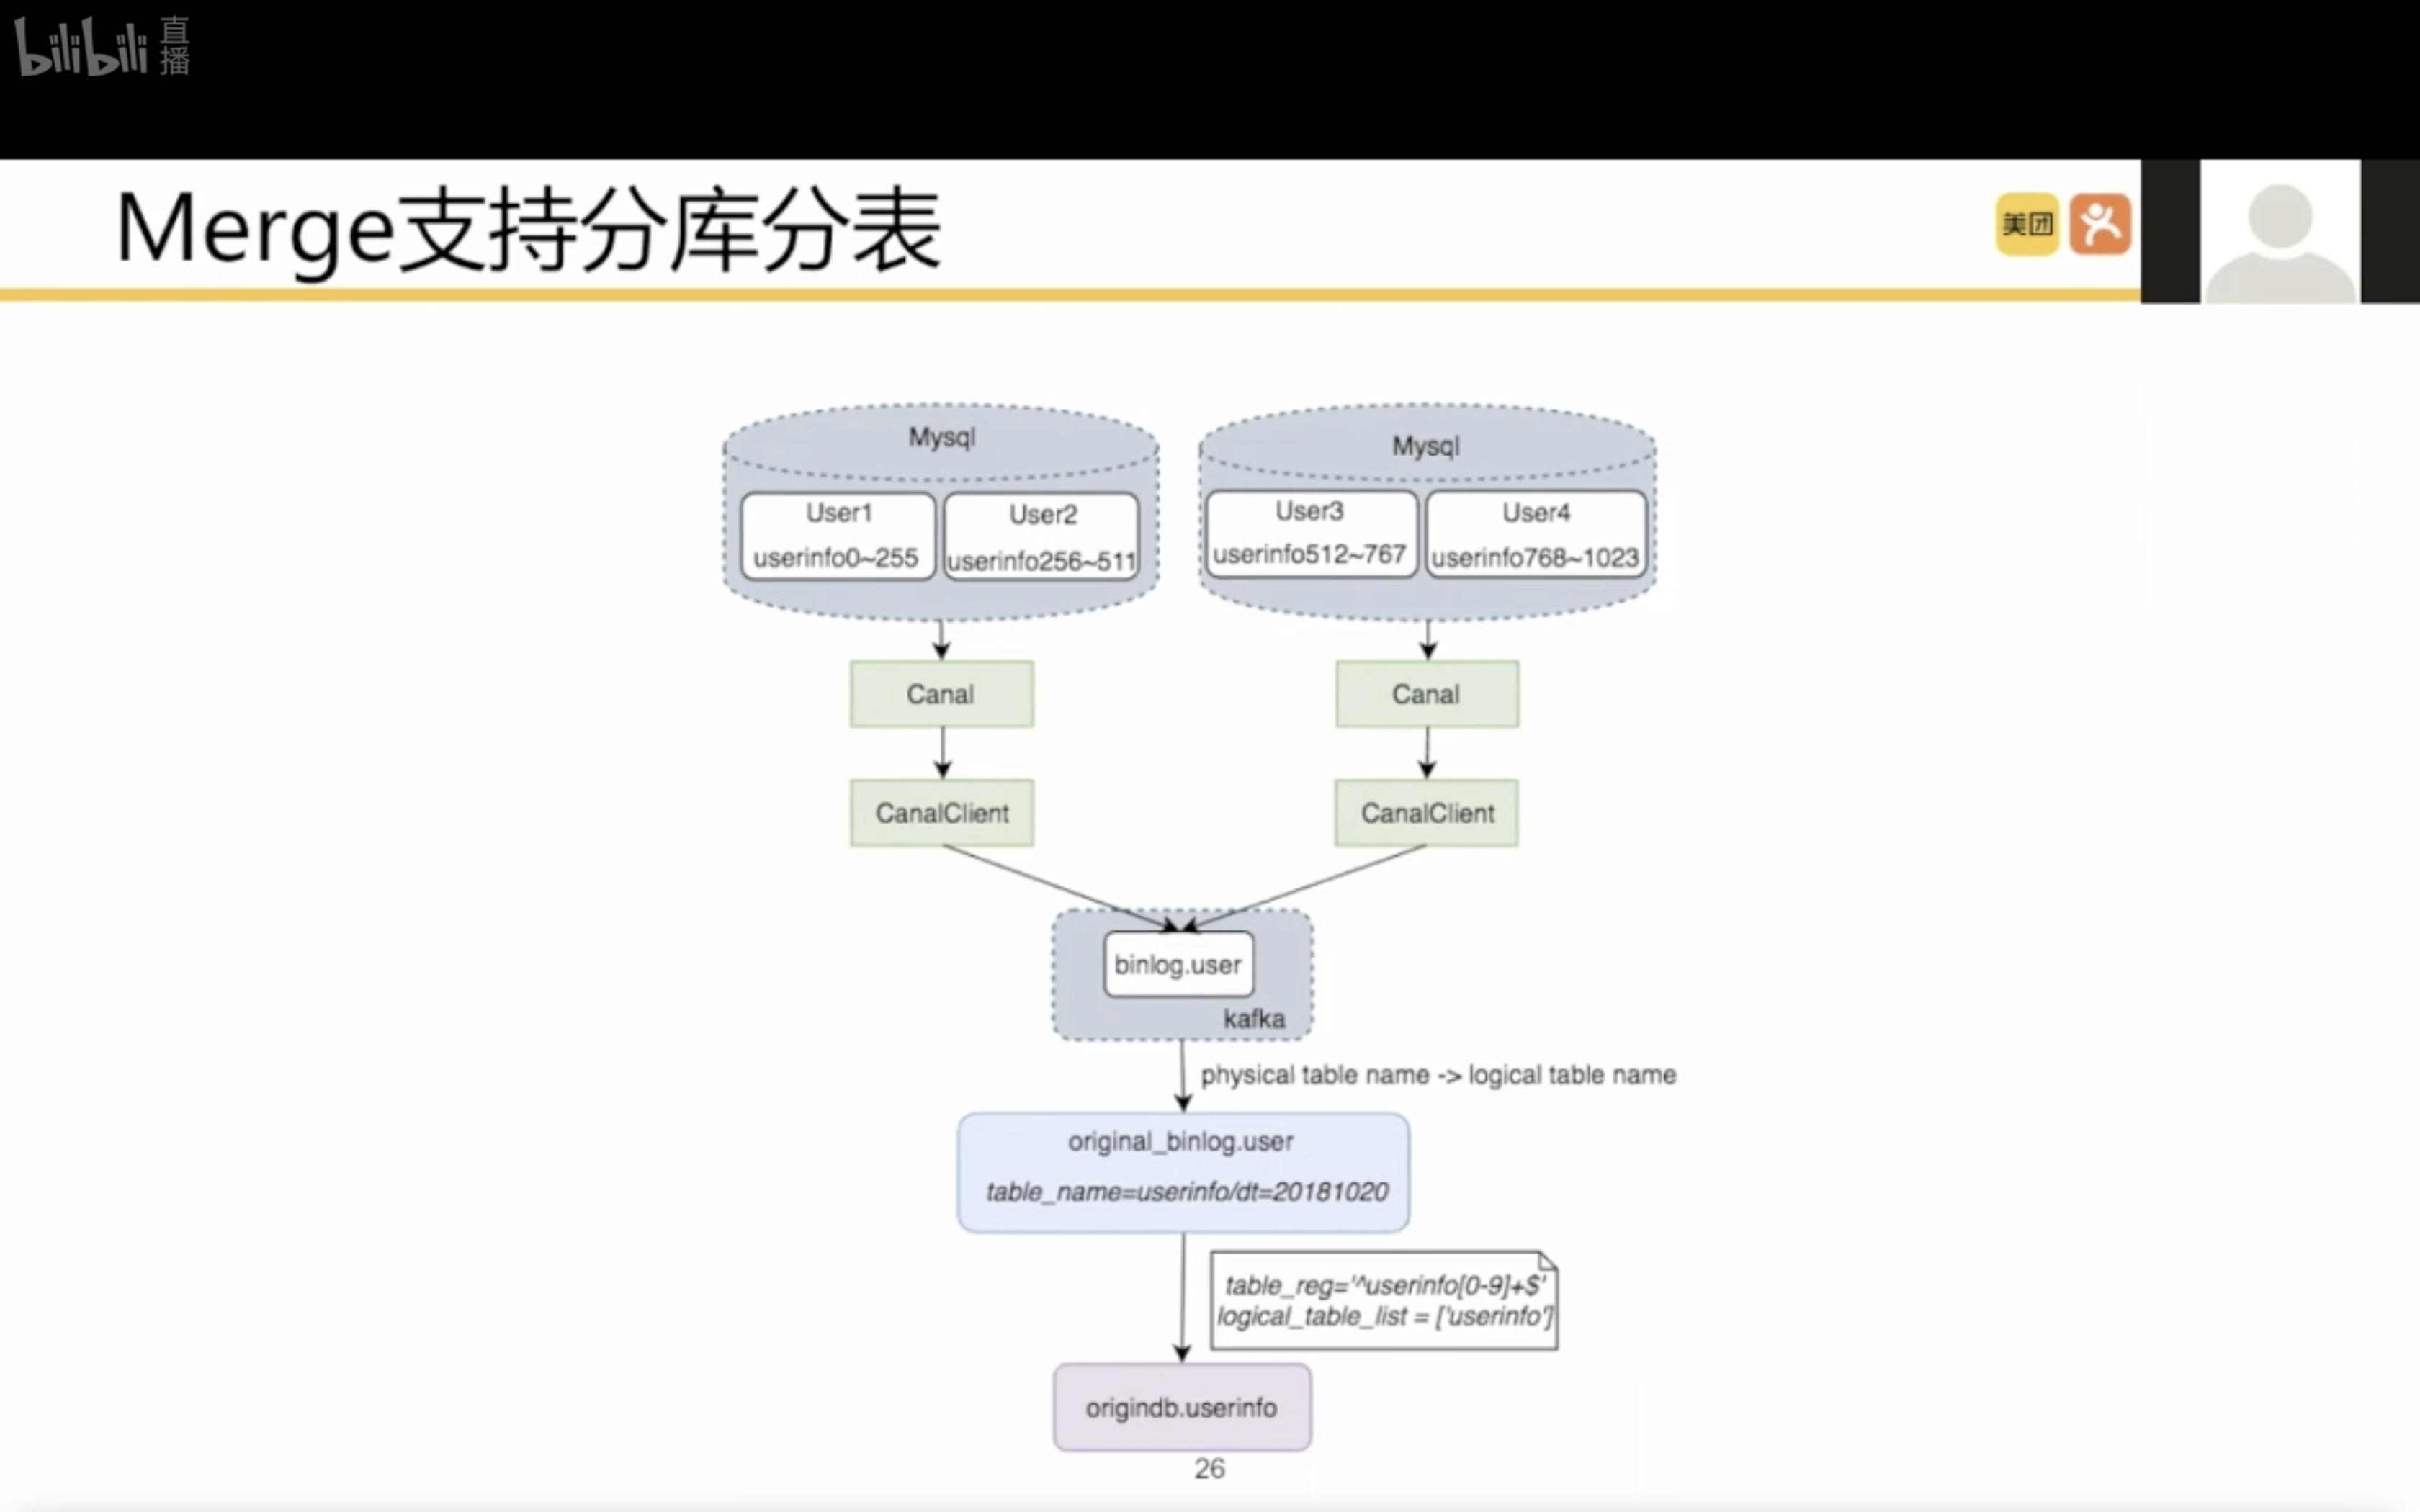 bilibili 直播
Merge支持分库分表
美团
Mysql
Mysql
User1
userinfo0~255
User2
userinfo256~511
User3
userinfo512~767
User4
userinfo768~1023
Canal
Canal
CanalClient
CanalClient
binlog.user
kafka
physical table name -> logical table name
original_binlog.user
table_name=userinfo/dt=20181020
table_reg='^userinfo[0-9]+$'
logical_table_list = ['userinfo']
origindb.userinfo
26